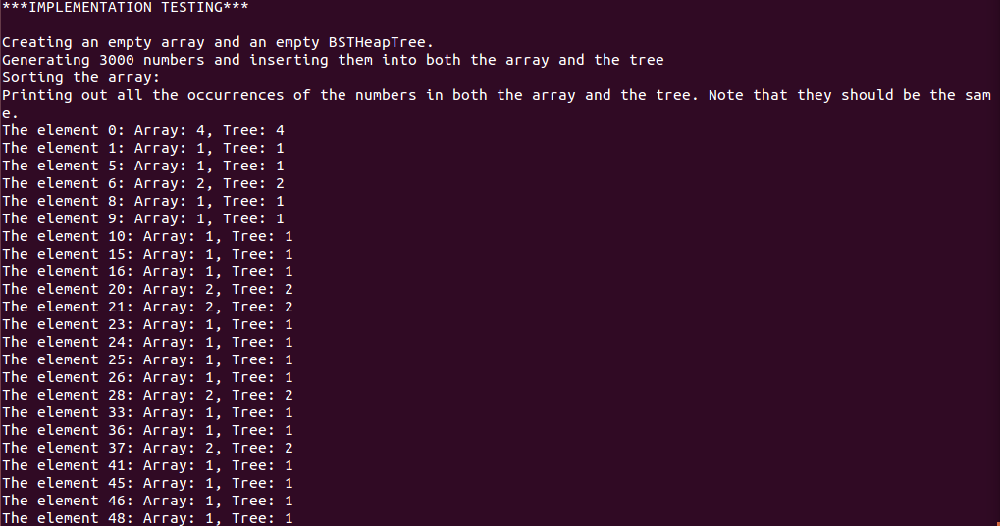 ***IMPLEMENTATION TESTING***
Creating an empty array and an empty BSTHeapTree.
Generating 3000 numbers and inserting them into both the array and the tree
Sorting the array:
Printing out all the occurrences of the numbers in both the array and the tree. Note that they should be the sam
e.
The element 0: Array: 4, Tree: 4
The element 1: Array: 1, Tree: 1
The element 5: Array: 1, Tree: 1
The element 6: Array: 2, Tree: 2
The element 8: Array: 1, Tree: 1
The element 9: Array: 1, Tree: 1
The element 10: Array: 1, Tree: 1
The element 15: Array: 1, Tree: 1
The element 16: Array: 1, Tree: 1
The element 20: Array: 2, Tree: 2
The element 21: Array: 2, Tree: 2
The element 23: Array: 1, Tree: 1
The element 24: Array: 1, Tree: 1
The element 25: Array: 1, Tree: 1
The element 26: Array: 1, Tree: 1
The element 28: Array: 2, Tree: 2
The element 33: Array: 1, Tree: 1
The element 36: Array: 1, Tree: 1
The element 37: Array: 2, Tree: 2
The element 41: Array: 1, Tree: 1
The element 45: Array: 1, Tree: 1
The element 46: Array: 1, Tree: 1
The element 48: Array: 1, Tree: 1